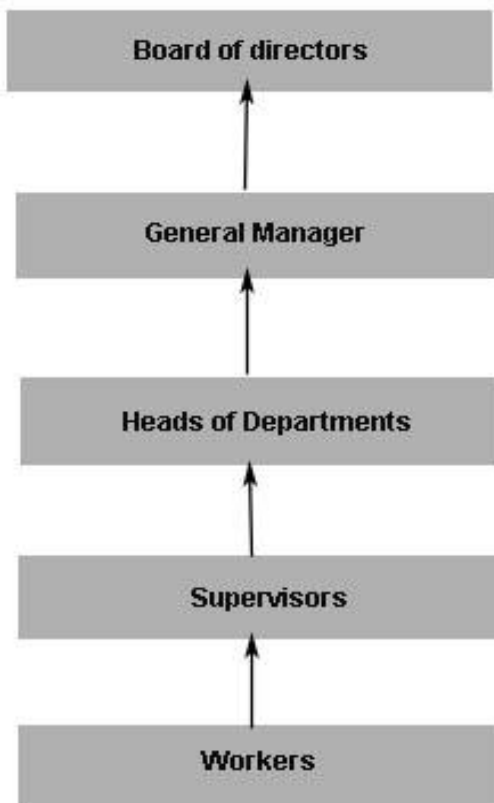 Board of directors
General Manager
Heads of Departments
Supervisors
Workers